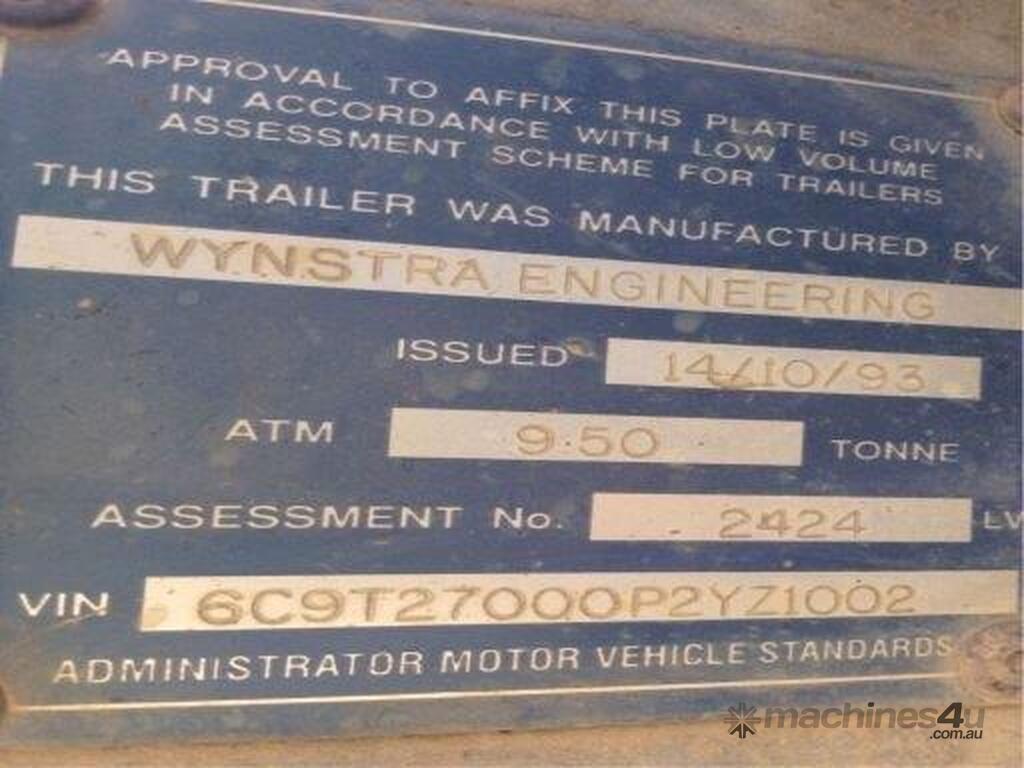 APPROVAL TO AFFIX THIS PLATE IS GIVEN
IN ACCORDANCE WITH LOW VOLUME
ASSESSMENT SCHEME FOR TRAILERS
THIS TRAILER WAS MANUFACTURED BY
WYNSTRA ENGINEERING
ISSUED 14/10/93
ATM 9.50 TONNE
ASSESSMENT No. 2424 LV
VIN 6C9T27000P2YZ1002
ADMINISTRATOR MOTOR VEHICLE STANDARDS
machines4u
.com.au